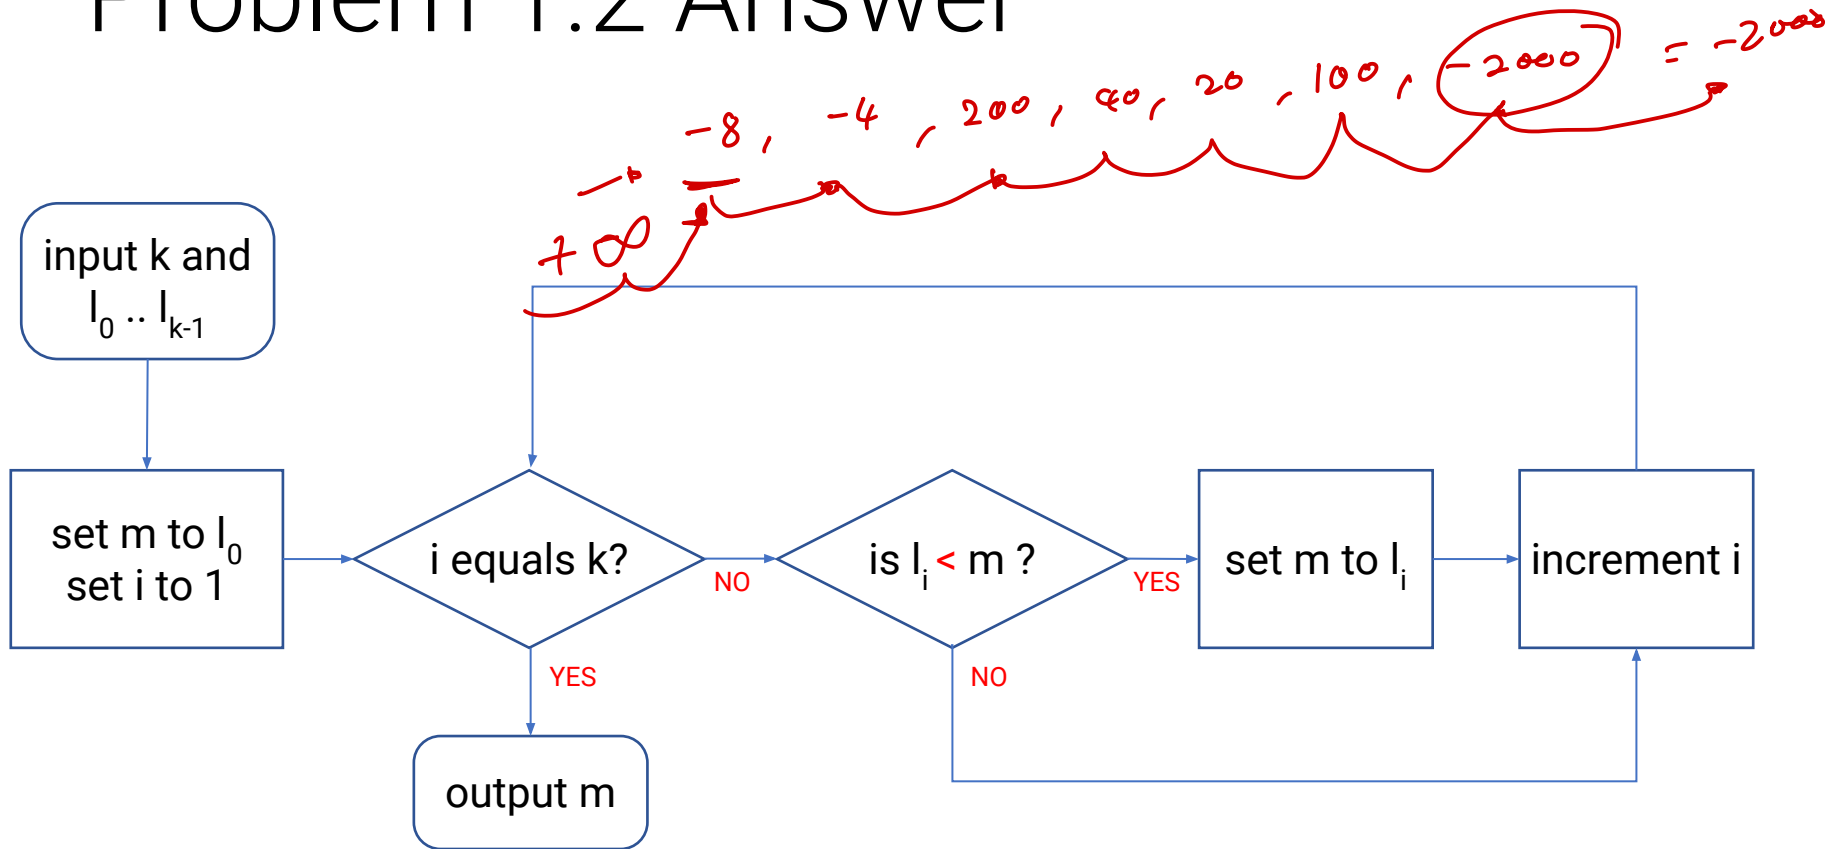 Problem 1.2 Answer
-8, -4, 200, 40, 20, 100, -2000 = -2000
+∞
input k and
l0 .. lk-1
set m to l0
set i to 1
i equals k?
NO
is li < m ?
YES
set m to li
increment i
YES
NO
output m